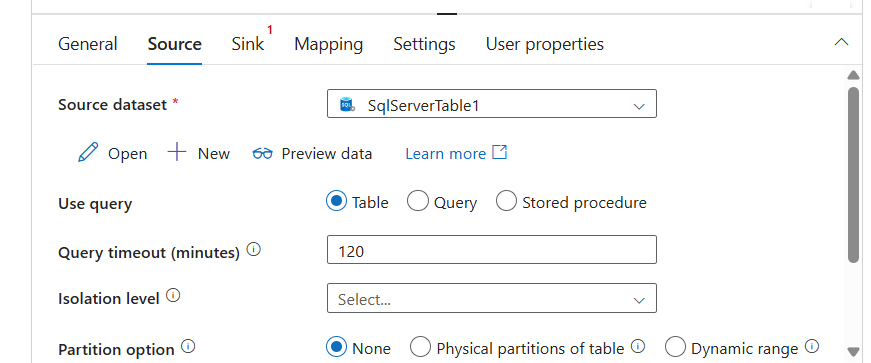 General Source Sink 1 Mapping Settings User properties
Source dataset * SQL SqlServerTable1
Open New Preview data Learn more
Use query Table Query Stored procedure
Query timeout (minutes) 120
Isolation level Select...
Partition option None Physical partitions of table Dynamic range